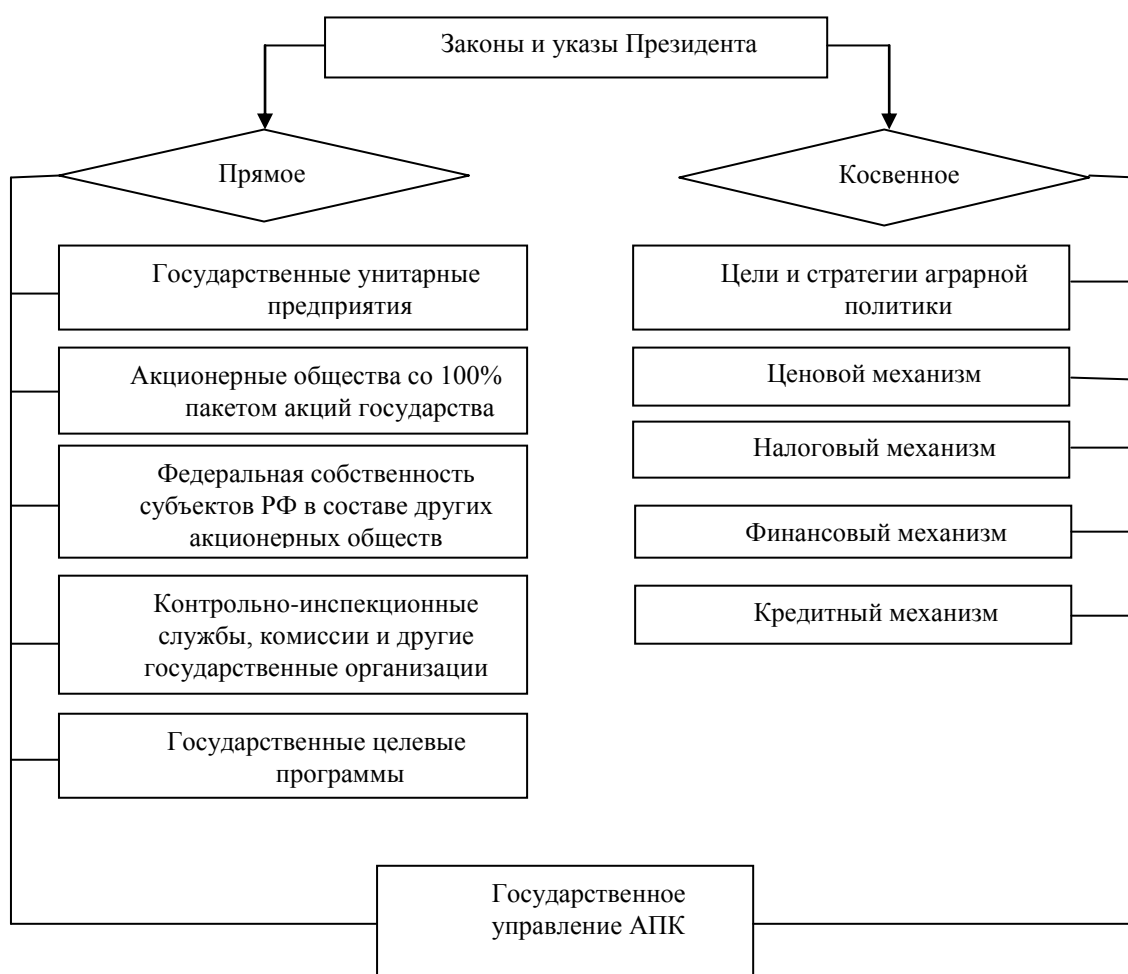 Законы и указы Президента
Прямое
Косвенное
Государственные унитарные
предприятия
Акционерные общества со 100%
пакетом акций государства
Федеральная собственность
субъектов РФ в составе других
акционерных обществ
Контрольно-инспекционные
службы, комиссии и другие
государственные организации
Государственные целевые
программы
Цели и стратегии аграрной
политики
Ценовой механизм
Налоговый механизм
Финансовый механизм
Кредитный механизм
Государственное
управление АПК